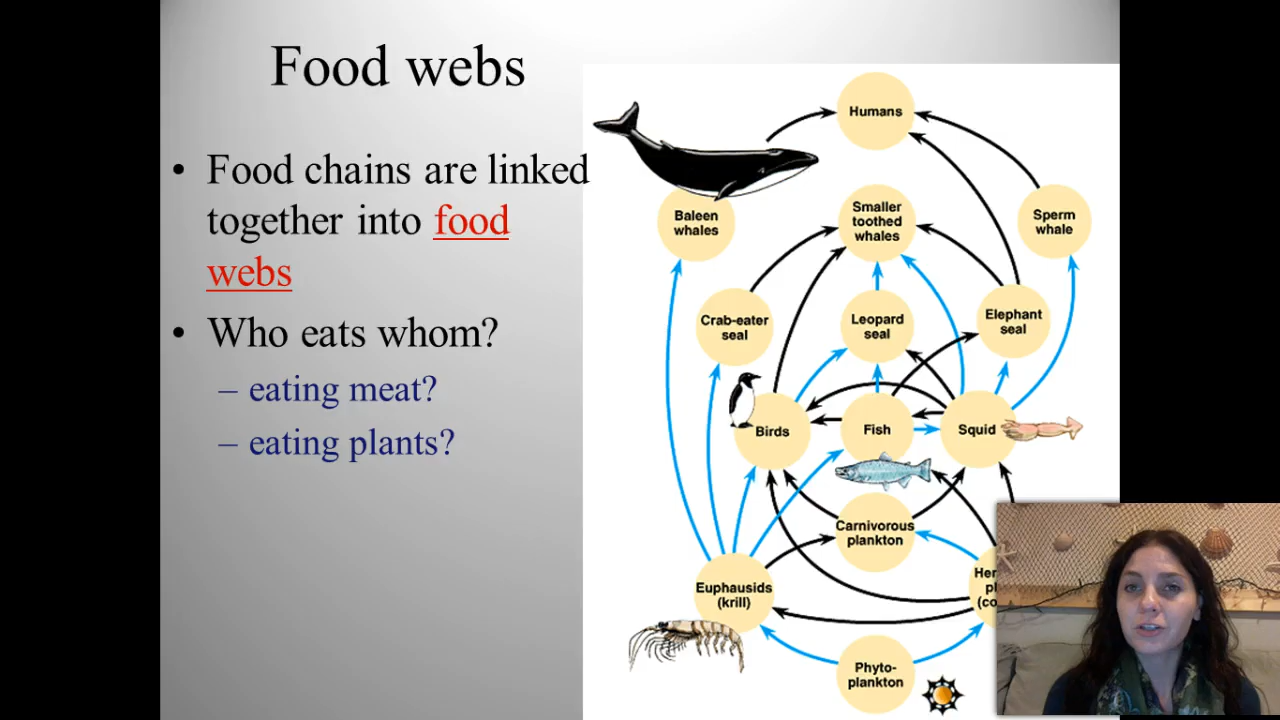 Food webs
• Food chains are linked
together into food
webs
• Who eats whom?
– eating meat?
– eating plants?
Humans
Baleen
whales
Smaller
toothed
whales
Sperm
whale
Crab-eater
seal
Leopard
seal
Elephant
seal
Birds
Fish
Squid
Carnivorous
plankton
Euphausids
(krill)
Phyto-
plankton